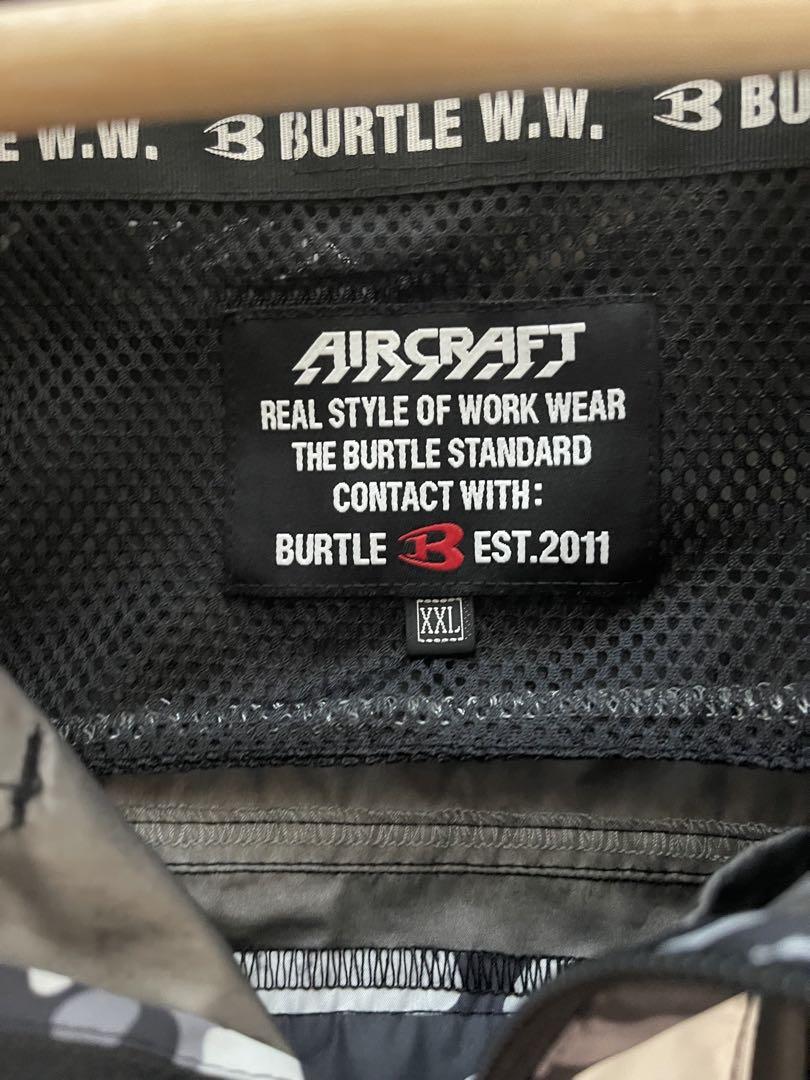 E W.W. B BURTLE W.W. B BU
AIRCRAFT
REAL STYLE OF WORK WEAR
THE BURTLE STANDARD
CONTACT WITH:
BURTLE B EST.2011
XXL